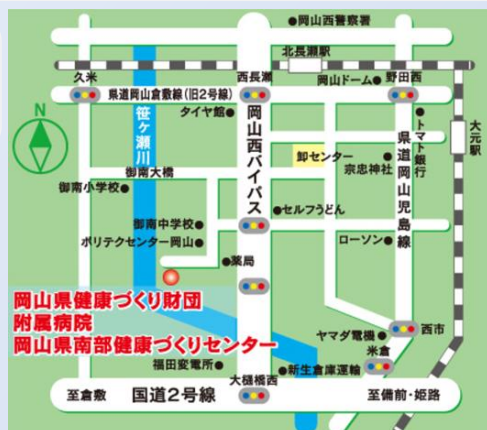 岡山西警察署
北長瀬駅
久米
西長瀬
岡山ドーム
野田西
県道岡山倉敷線(旧2号線)
タイヤ館
笹ヶ瀬川
岡山西バイパス
卸センター
宗忠神社
県道岡山児島線
トマト銀行
大元駅
N
御南大橋
御南小学校
セルフうどん
御南中学校
ポリテクセンター岡山
ローソン
薬局
岡山県健康づくり財団
附属病院
岡山県南部健康づくりセンター
ヤマダ電機
西市
米倉
福田変電所
新生倉庫運輸
大樋橋西
至倉敷
国道2号線
至備前・姫路